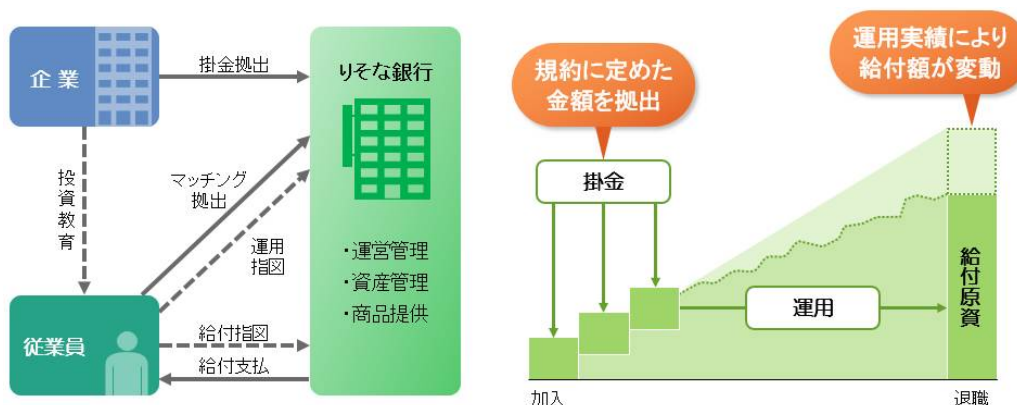 企業
掛金拠出
りそな銀行
投資教育
マッチング
拠出
運用
指図
・運営管理
・資産管理
・商品提供
従業員
給付指図
給付支払
規約に定めた
金額を拠出
運用実績により
給付額が変動
掛金
運用
給付原資
加入
退職